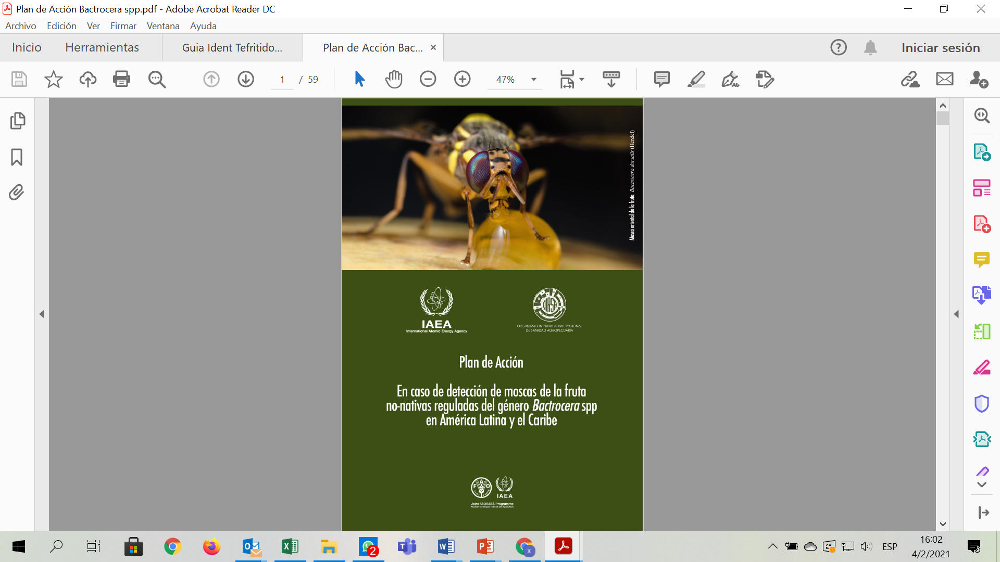 Plan de Acción Bactrocera spp.pdf - Adobe Acrobat Reader DC
Archivo Edición Ver Firmar Ventana Ayuda
Inicio Herramientas Guia Ident Tefritido... Plan de Acción Bac... Iniciar sesión
1 / 59 47%
Mosca oriental de la fruta Bactrocera dorsalis (Hendel)
IAEA
International Atomic Energy Agency
OIRSA
ORGANISMO INTERNACIONAL REGIONAL
DE SANIDAD AGROPECUARIA
Plan de Acción
En caso de detección de moscas de la fruta
no-nativas reguladas del género Bactrocera spp
en América Latina y el Caribe
FAO
FIAT PANIS
IAEA
Joint FAO/IAEA Programme
Nuclear Techniques in Food and Agriculture
2
ESP
16:02
4/2/2021